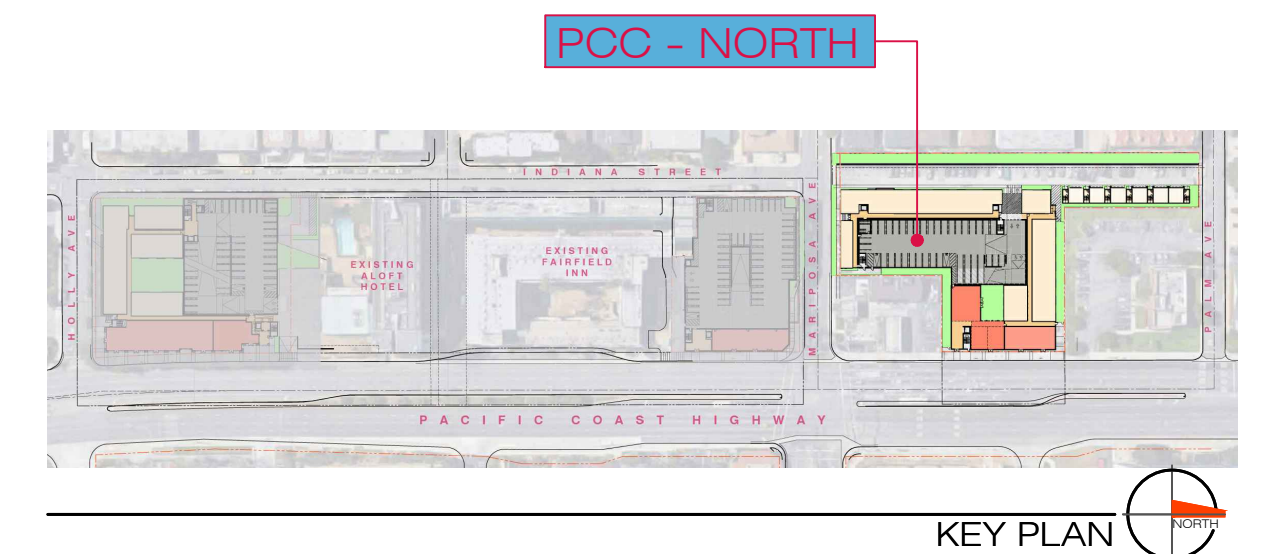 PCC - NORTH
INDIANA STREET
HOLLY AVE
EXISTING
ALOFT
HOTEL
EXISTING
FAIRFIELD
INN
MARIPOSA AVE
PALM AVE
PACIFIC COAST HIGHWAY
KEY PLAN
NORTH